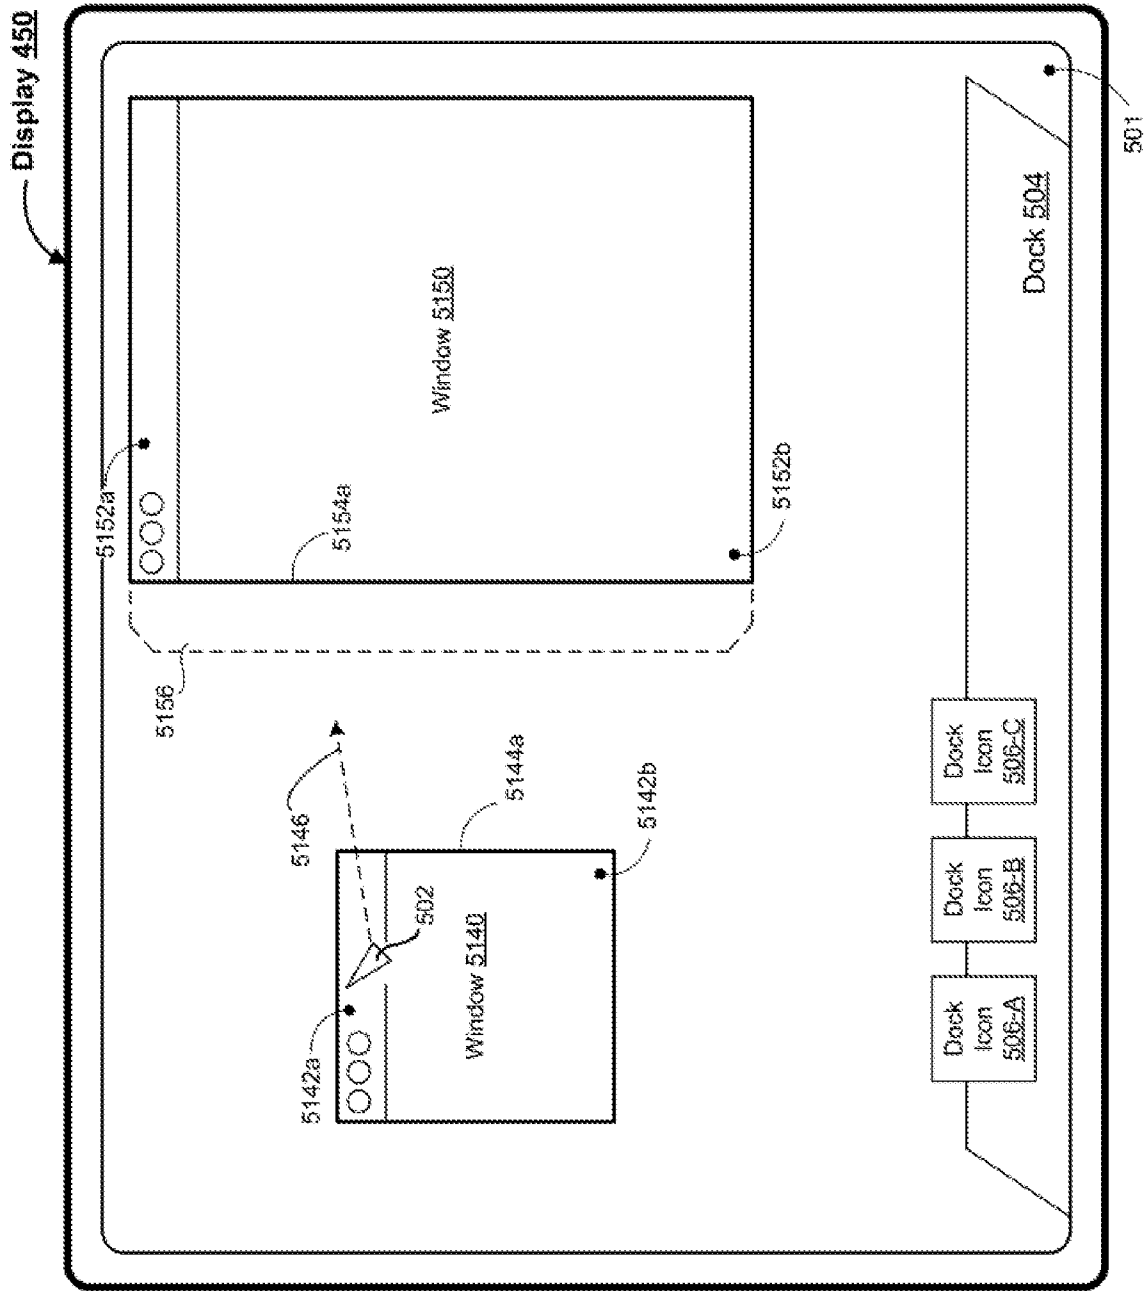 Display 450
5142a
5146
502
Window 5140
5144a
5142b
5156
5152a
5154a
Window 5150
5152b
Dock
Icon
506-A
Dock
Icon
506-B
Dock
Icon
506-C
Dock 504
501